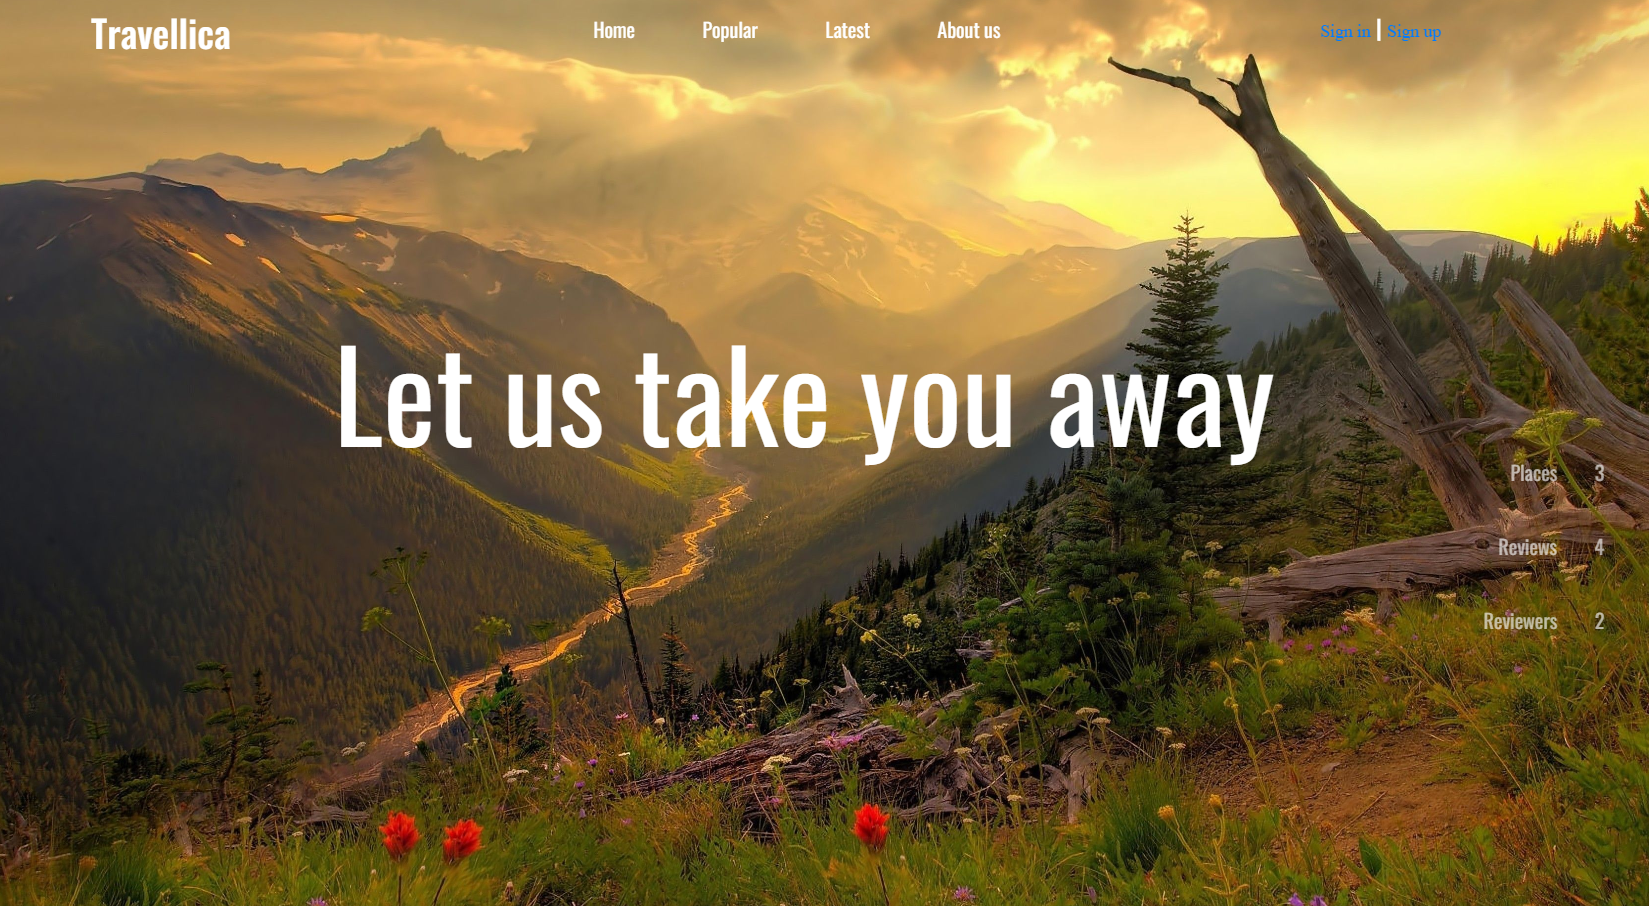 Travellica
Home Popular Latest About us
Sign in | Sign up
Let us take you away
Places 3
Reviews 4
Reviewers 2